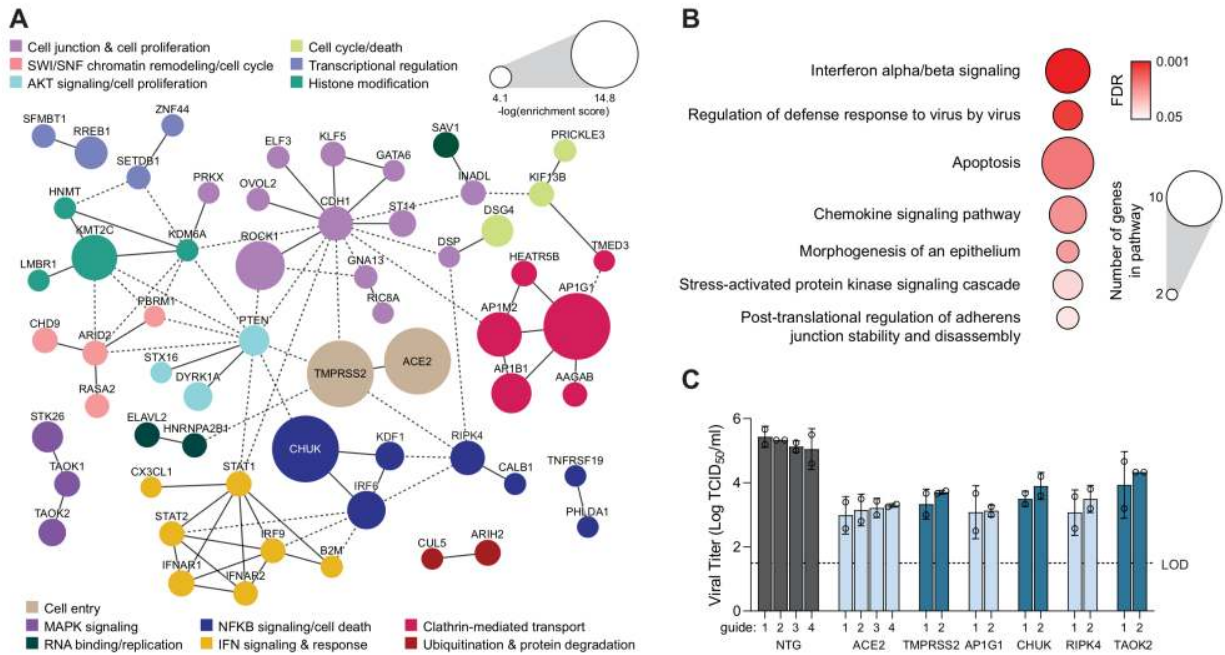 A
Cell junction & cell proliferation
SWI/SNF chromatin remodeling/cell cycle
AKT signaling/cell proliferation
Cell cycle/death
Transcriptional regulation
Histone modification
4.1
14.8
-log(enrichment score)
ZNF44
SFMBT1
RREB1
SETDB1
ELF3
KLF5
GATA6
SAV1
PRICKLE3
HNMT
PRKX
OVOL2
CDH1
INADL
KIF13B
KMT2C
KDM6A
ROCK1
ST14
DSG4
DSP
TMED3
LMBR1
GNA13
HEATR5B
PBRM1
RIC8A
AP1M2
AP1G1
CHD9
ARID2
PTEN
STX16
DYRK1A
TMPRSS2
ACE2
AP1B1
AAGAB
RASA2
STK26
ELAVL2
HNRNPA2B1
CHUK
KDF1
RIPK4
TAOK1
CX3CL1
STAT1
CALB1
TNFRSF19
TAOK2
IRF6
PHLDA1
STAT2
IRF9
B2M
CUL5
ARIH2
IFNAR1
IFNAR2
Cell entry
MAPK signaling
RNA binding/replication
NFKB signaling/cell death
IFN signaling & response
Clathrin-mediated transport
Ubiquitination & protein degradation
B
Interferon alpha/beta signaling
Regulation of defense response to virus by virus
Apoptosis
Chemokine signaling pathway
Morphogenesis of an epithelium
Stress-activated protein kinase signaling cascade
Post-translational regulation of adherens
junction stability and disassembly
FDR
0.001
0.05
Number of genes
in pathway
10
2
C
Viral Titer (Log TCID50/ml)
6
4
2
0
LOD
guide: 1 2 3 4 1 2 3 4 1 2 1 2 1 2 1 2 1 2
NTG ACE2 TMPRSS2 AP1G1 CHUK RIPK4 TAOK2